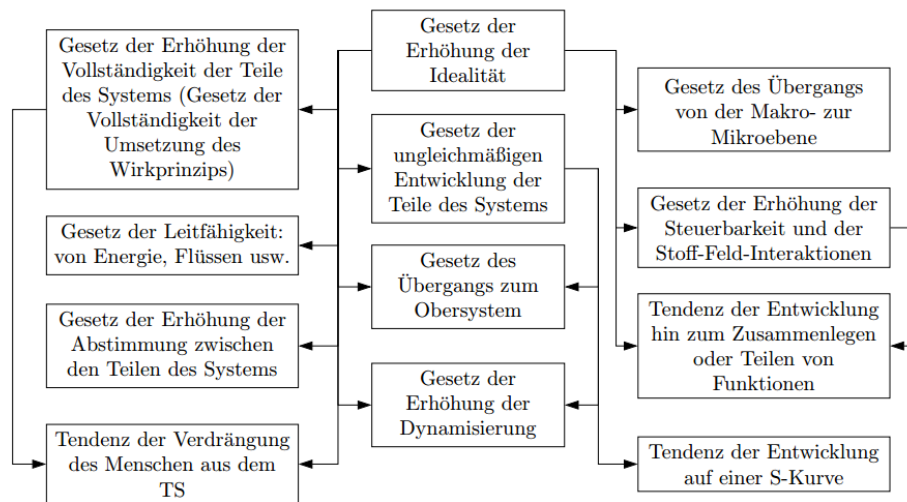 Gesetz der Erhöhung der
Vollständigkeit der Teile
des Systems (Gesetz der
Vollständigkeit der
Umsetzung des
Wirkprinzips)
Gesetz der Leitfähigkeit:
von Energie, Flüssen usw.
Gesetz der Erhöhung der
Abstimmung zwischen
den Teilen des Systems
Tendenz der Verdrängung
des Menschen aus dem
TS
Gesetz der
Erhöhung der
Idealität
Gesetz der
ungleichmäßigen
Entwicklung der
Teile des Systems
Gesetz des
Übergangs zum
Obersystem
Gesetz der
Erhöhung der
Dynamisierung
Gesetz des Übergangs
von der Makro- zur
Mikroebene
Gesetz der Erhöhung der
Steuerbarkeit und der
Stoff-Feld-Interaktionen
Tendenz der Entwicklung
hin zum Zusammenlegen
oder Teilen von
Funktionen
Tendenz der Entwicklung
auf einer S-Kurve